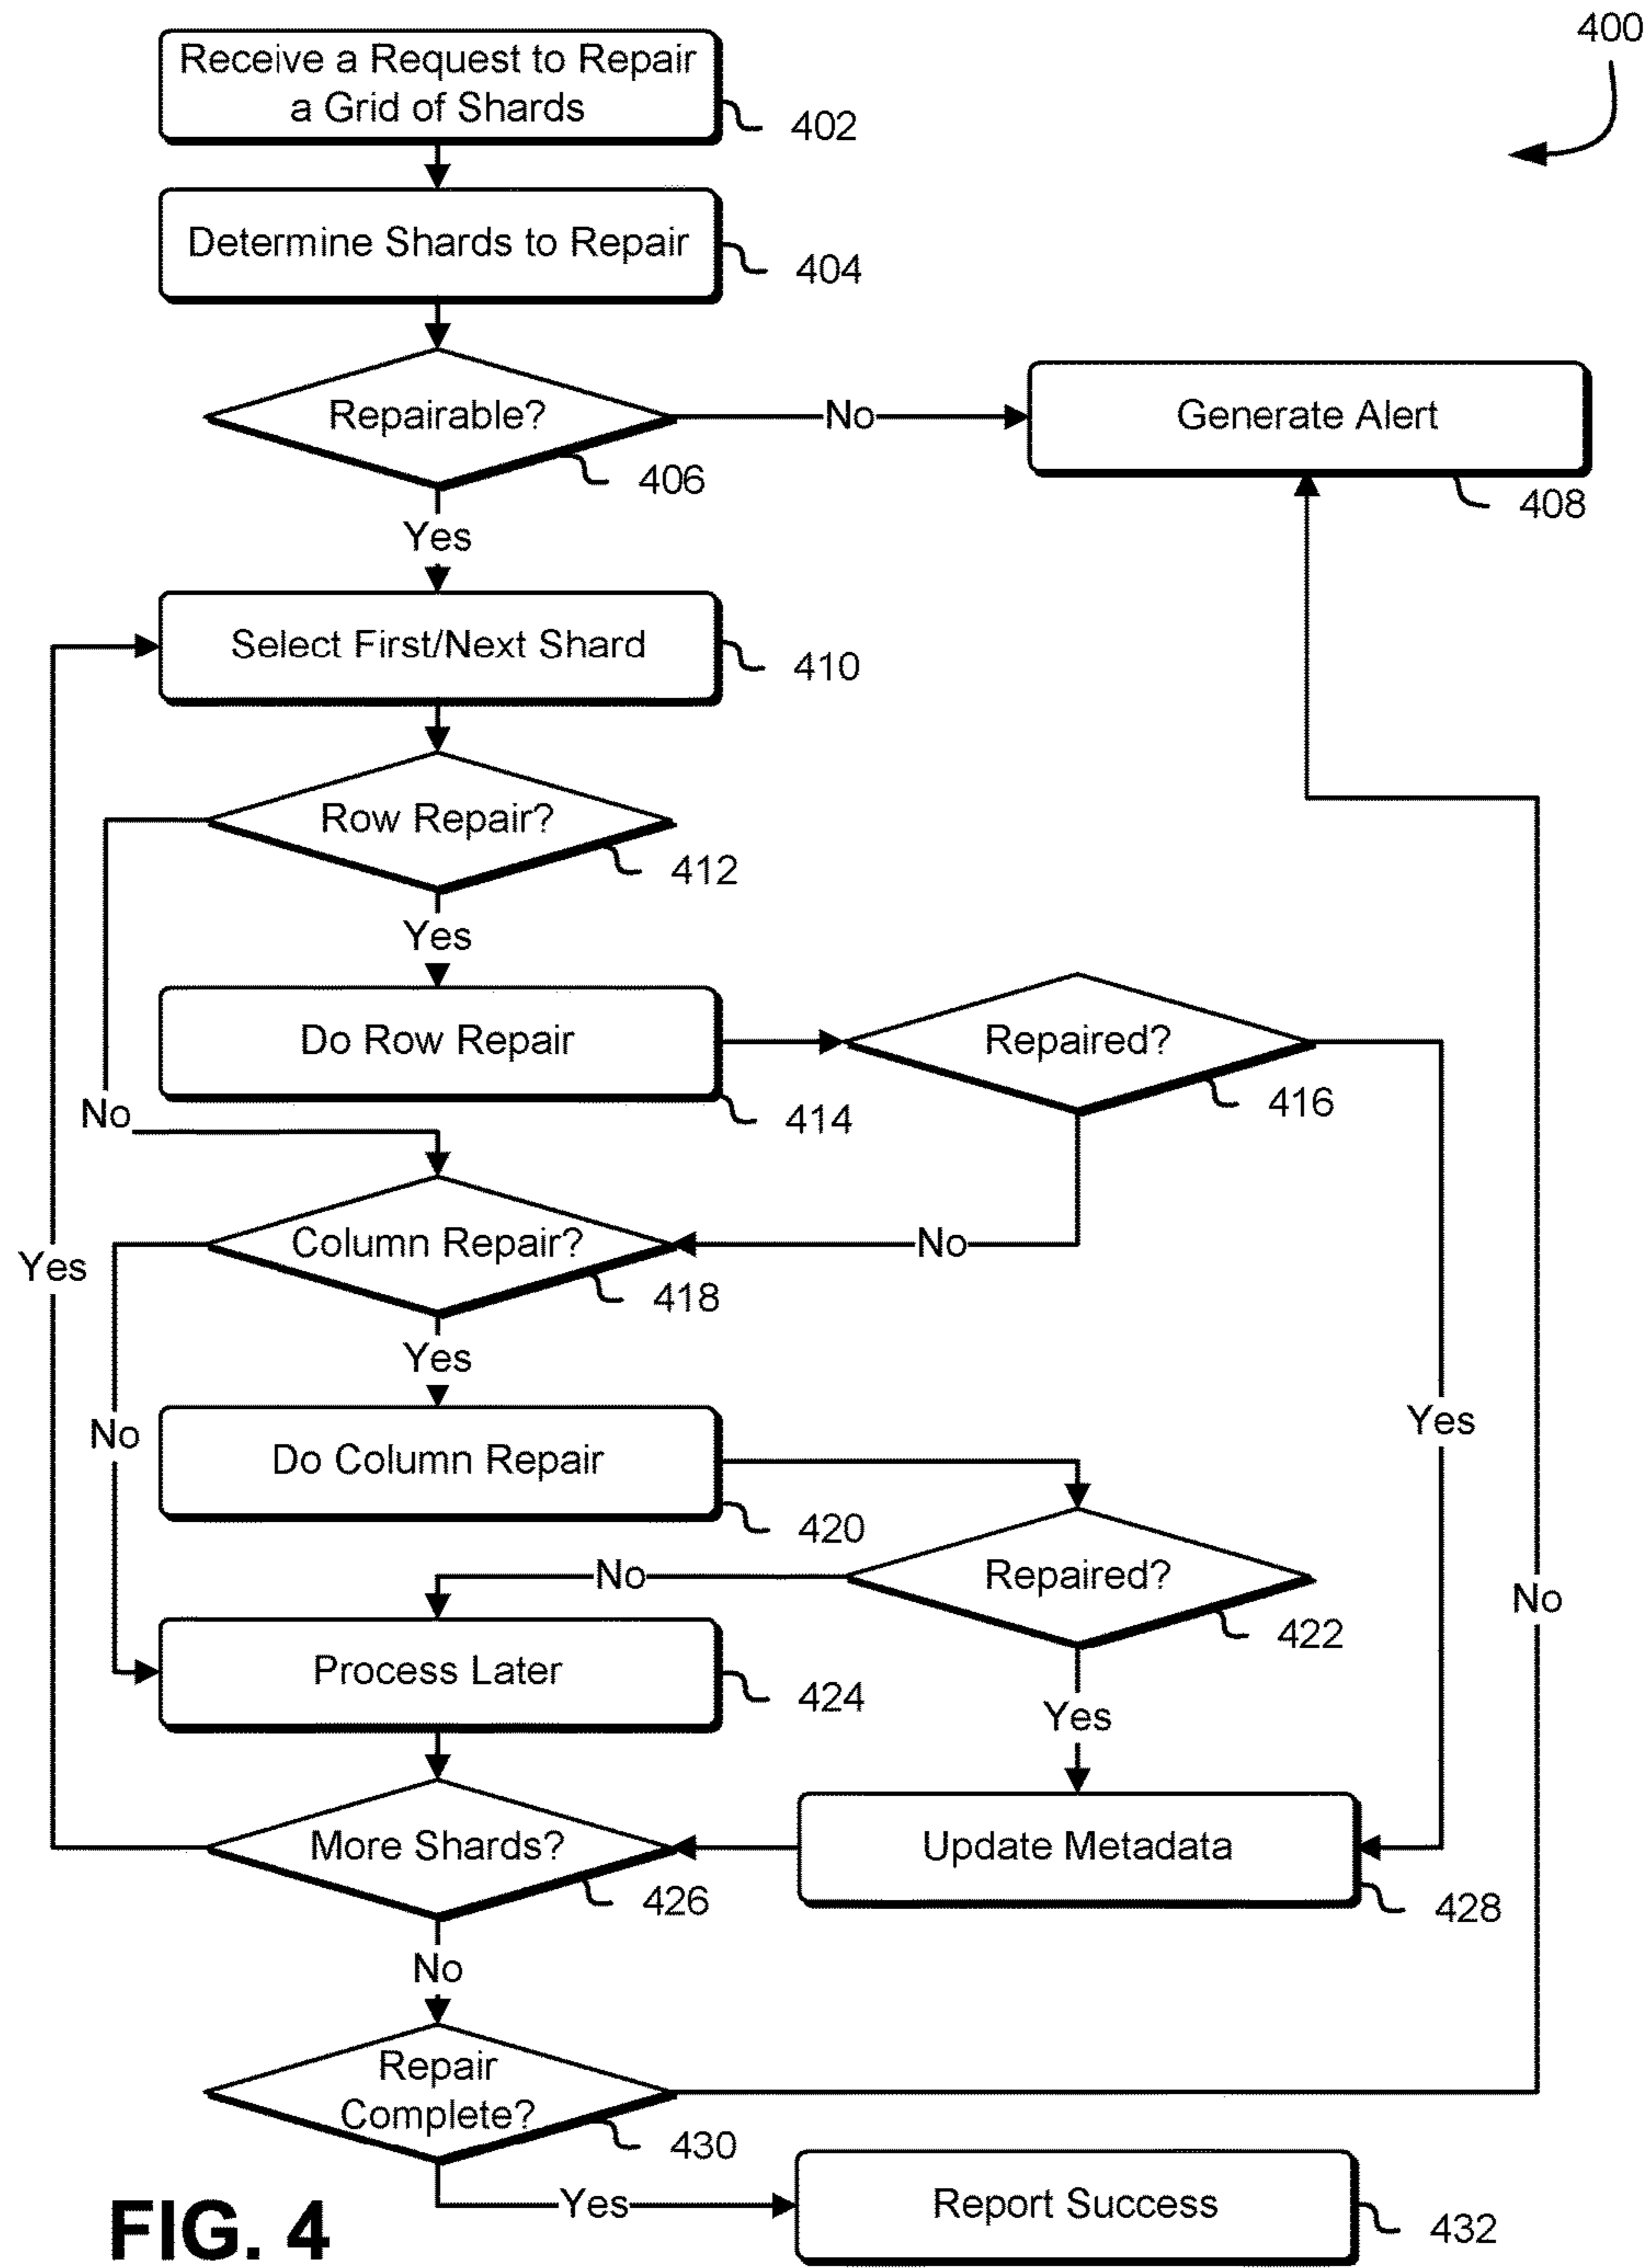 400
Receive a Request to Repair
a Grid of Shards
402
Determine Shards to Repair
404
Repairable?
406
No
Generate Alert
408
Yes
Select First/Next Shard
410
Row Repair?
412
Yes
Do Row Repair
414
Repaired?
416
No
Column Repair?
418
No
Yes
Yes
No
Yes
Do Column Repair
420
Repaired?
422
No
No
Process Later
424
Yes
More Shards?
426
Update Metadata
428
No
Repair
Complete?
430
Yes
Report Success
432
FIG. 4